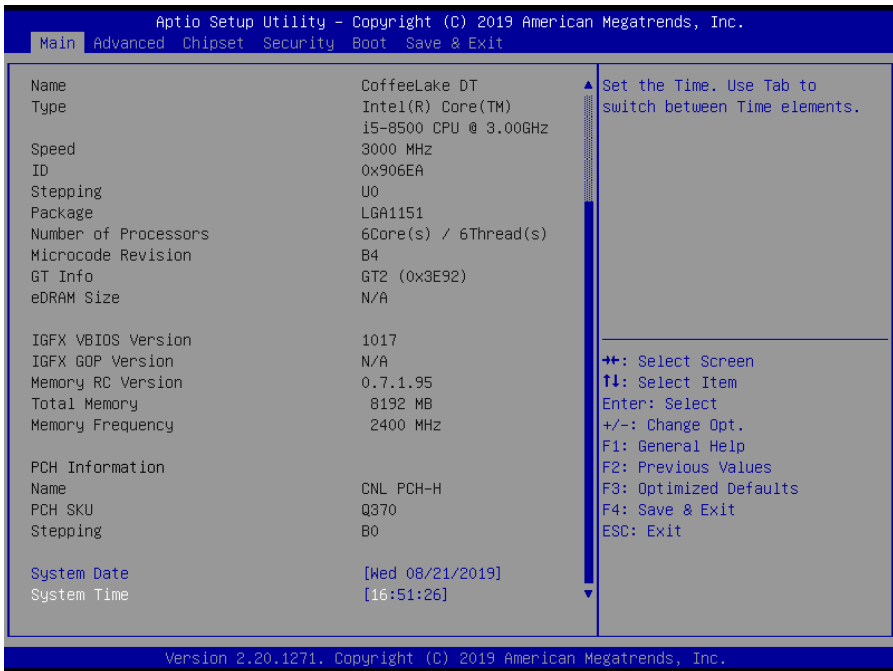 Aptio Setup Utility – Copyright (C) 2019 American Megatrends, Inc.
Main Advanced Chipset Security Boot Save & Exit
Name CoffeeLake DT
Type Intel(R) Core(TM)
i5-8500 CPU @ 3.00GHz
Speed 3000 MHz
ID 0x906EA
Stepping U0
Package LGA1151
Number of Processors 6Core(s) / 6Thread(s)
Microcode Revision B4
GT Info GT2 (0x3E92)
eDRAM Size N/A
IGFX VBIOS Version 1017
IGFX GOP Version N/A
Memory RC Version 0.7.1.95
Total Memory 8192 MB
Memory Frequency 2400 MHz
PCH Information
Name CNL PCH-H
PCH SKU Q370
Stepping B0
System Date [Wed 08/21/2019]
System Time [16:51:26]
Set the Time. Use Tab to
switch between Time elements.
→←: Select Screen
↑↓: Select Item
Enter: Select
+/-: Change Opt.
F1: General Help
F2: Previous Values
F3: Optimized Defaults
F4: Save & Exit
ESC: Exit
Version 2.20.1271. Copyright (C) 2019 American Megatrends, Inc.